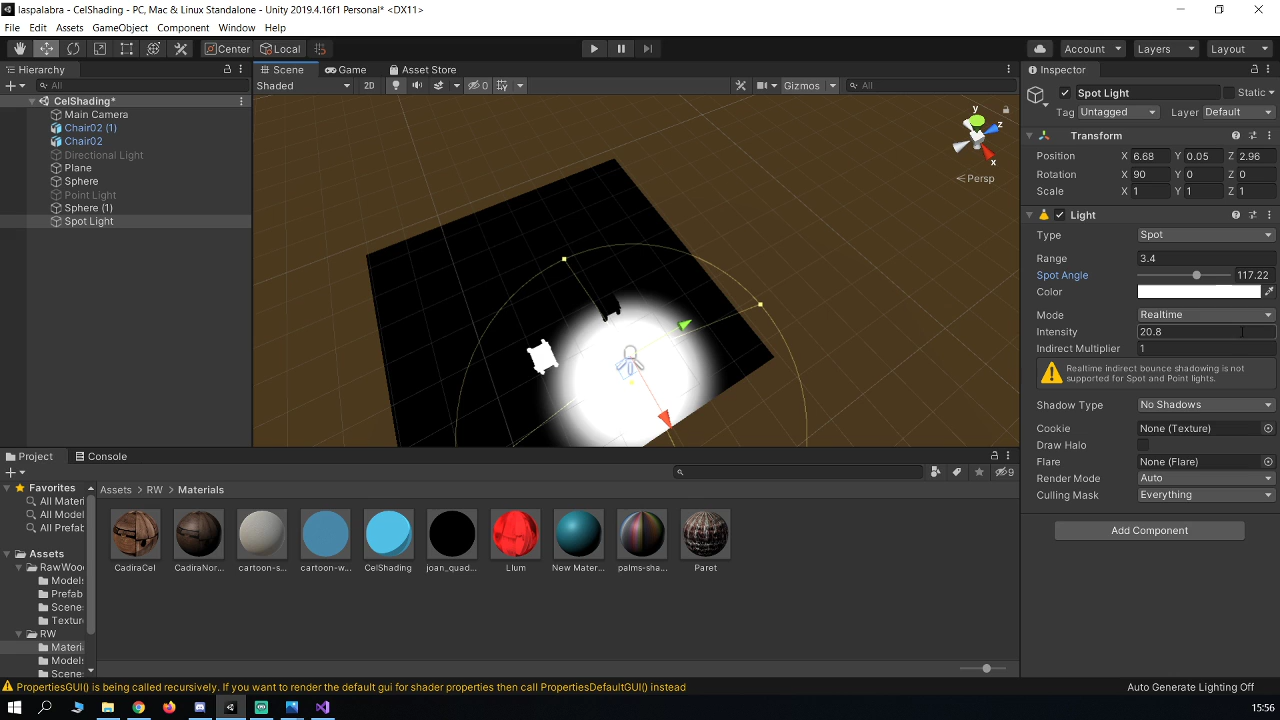 laspalabra - CelShading - PC, Mac & Linux Standalone - Unity 2019.4.16f1 Personal* <DX11>
File Edit Assets GameObject Component Window Help
Center Local Account Layers Layout
Hierarchy
All
CelShading*
Main Camera
Chair02 (1)
Chair02
Directional Light
Plane
Sphere
Point Light
Sphere (1)
Spot Light
Scene Game Asset Store
Shaded 2D 0 Gizmos All
y
z
x
Persp
Inspector
Spot Light Static
Tag Untagged Layer Default
Transform
Position X 6.68 Y 0.05 Z 2.96
Rotation X 90 Y 0 Z 0
Scale X 1 Y 1 Z 1
Light
Type Spot
Range 3.4
Spot Angle 117.22
Color
Mode Realtime
Intensity 20.8
Indirect Multiplier 1
Realtime indirect bounce shadowing is not
supported for Spot and Point lights.
Shadow Type No Shadows
Cookie None (Texture)
Draw Halo
Flare None (Flare)
Render Mode Auto
Culling Mask Everything
Add Component
Project Console
9
Favorites
All Materi
All Model
All Prefab
Assets
RawWoo
Models
Prefab
Scene
Textur
RW
Materi
Models
Scene
Assets > RW > Materials
CadiraCel CadiraNor... cartoon-s... cartoon-w... CelShading joan_quad... Llum New Mater... palms-sha... Paret
PropertiesGUI() is being called recursively. If you want to render the default gui for shader properties then call PropertiesDefaultGUI() instead
Auto Generate Lighting Off
15:56